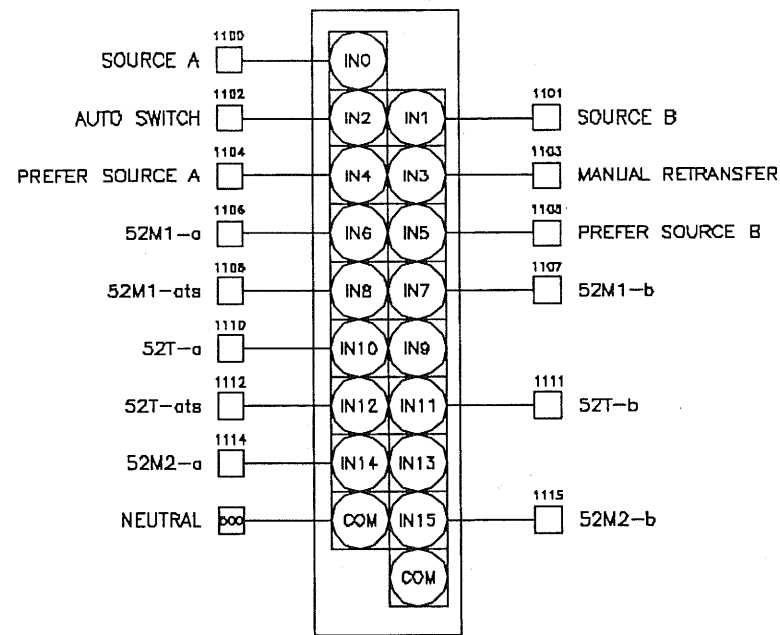 1100
SOURCE A IN0
1102 1101
AUTO SWITCH IN2 IN1 SOURCE B
1104 1103
PREFER SOURCE A IN4 IN3 MANUAL RETRANSFER
1106 1105
52M1-a IN6 IN5 PREFER SOURCE B
1108 1107
52M1-ats IN8 IN7 52M1-b
1110
52T-a IN10 IN9
1112 1111
52T-ats IN12 IN11 52T-b
1114
52M2-a IN14 IN13
1115
NEUTRAL COM IN15 52M2-b
COM